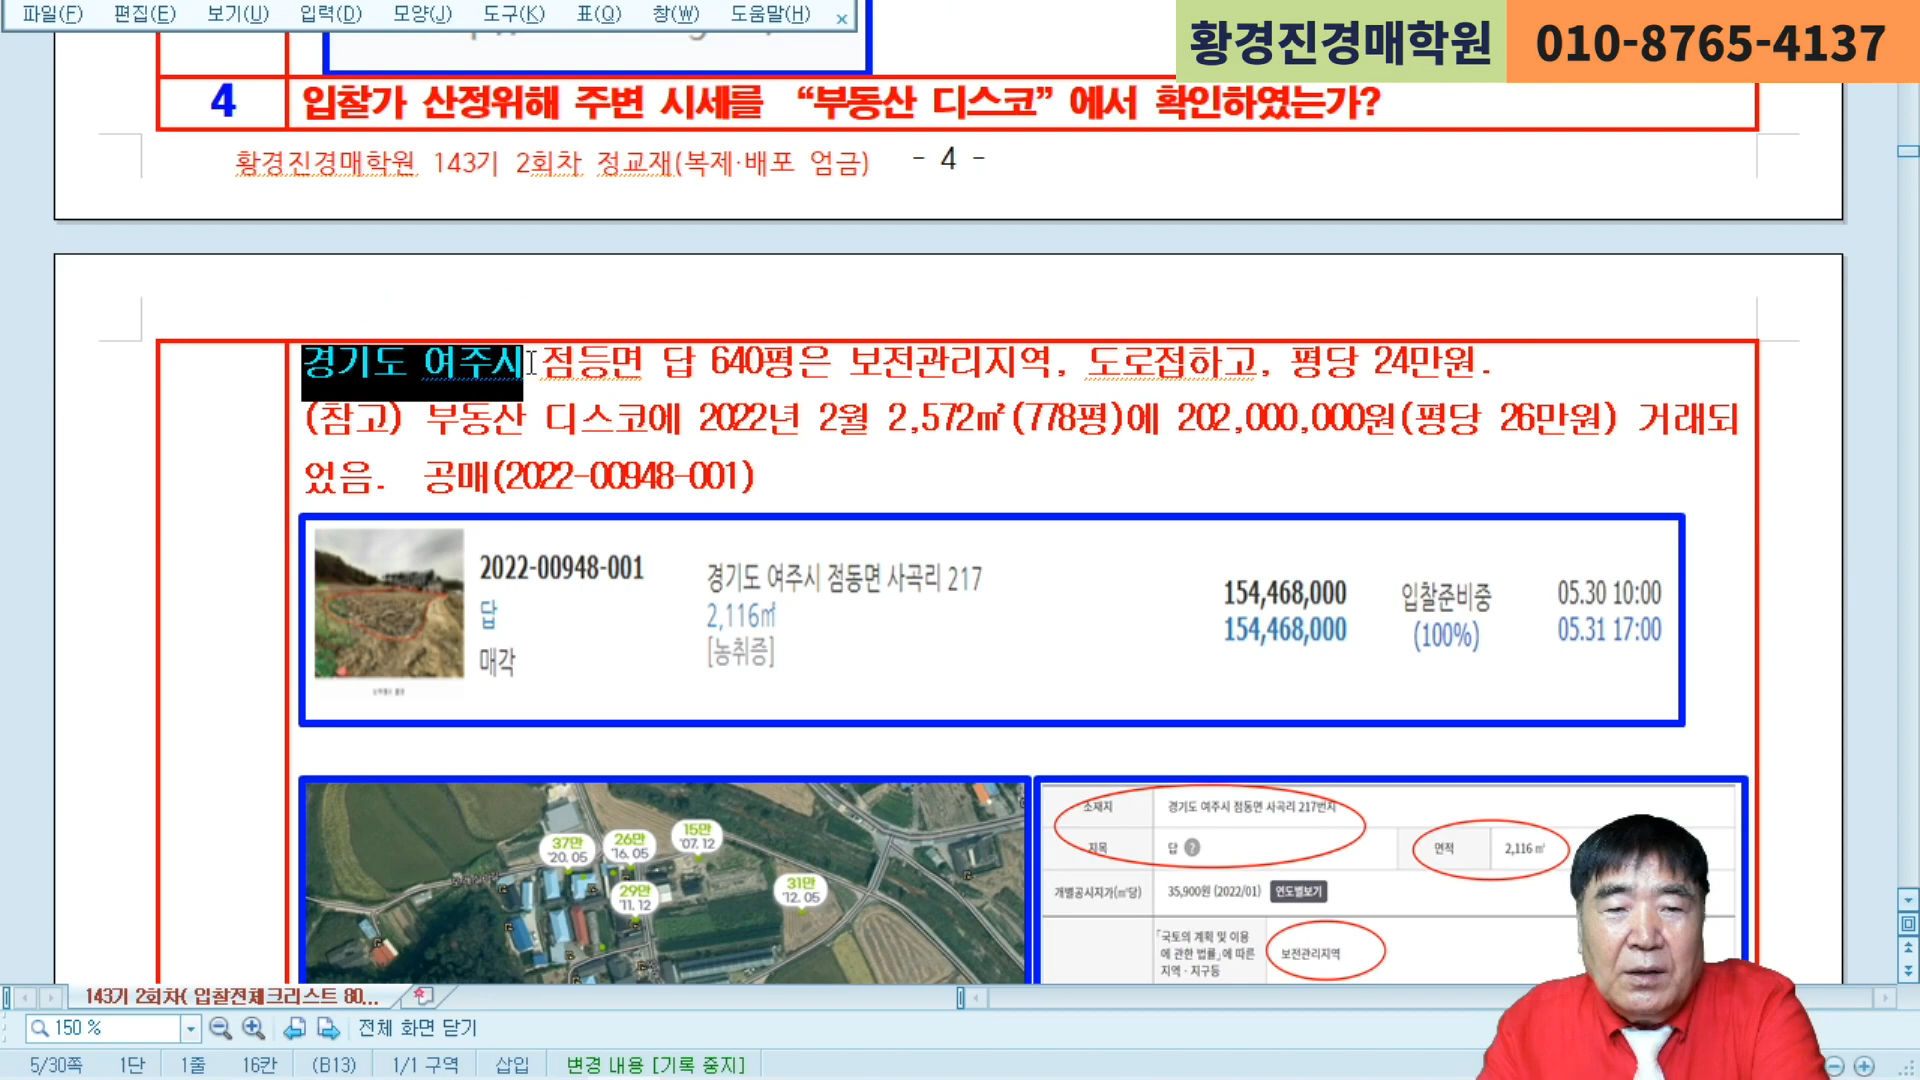 파일(F) 편집(E) 보기(U) 입력(D) 모양(J) 도구(K) 표(Q) 창(W) 도움말(H) ×
황경진경매학원 010-8765-4137
4 입찰가 산정위해 주변 시세를 “부동산 디스코” 에서 확인하였는가?
황경진경매학원 143기 2회차 정교재(복제·배포 엄금) - 4 -
경기도 여주시 점등면 답 640평은 보전관리지역, 도로접하고, 평당 24만원.
(참고) 부동산 디스코에 2022년 2월 2,572㎡(778평)에 202,000,000원(평당 26만원) 거래되
었음. 공매(2022-00948-001)
2022-00948-001
답
매각
경기도 여주시 점동면 사곡리 217
2,116㎡
[농취증]
154,468,000
154,468,000
입찰준비중
(100%)
05.30 10:00
05.31 17:00
37만
'20. 05
26만
'16. 05
15만
'07. 12
29만
'11. 12
31만
'12. 05
소재지 경기도 여주시 점동면 사곡리 217번지
지목 답 ? 면적 2,116 ㎡
개별공시지가(㎡당) 35,900원 (2022/01) 연도별보기
「국토의 계획 및 이용
에 관한 법률」에 따른
지역·지구등
보전관리지역
143기 2회차( 입찰전체크리스트 80...
150 % 전체 화면 닫기
5/30쪽 1단 1줄 16칸 (B13) 1/1 구역 삽입 변경 내용 [기록 중지]